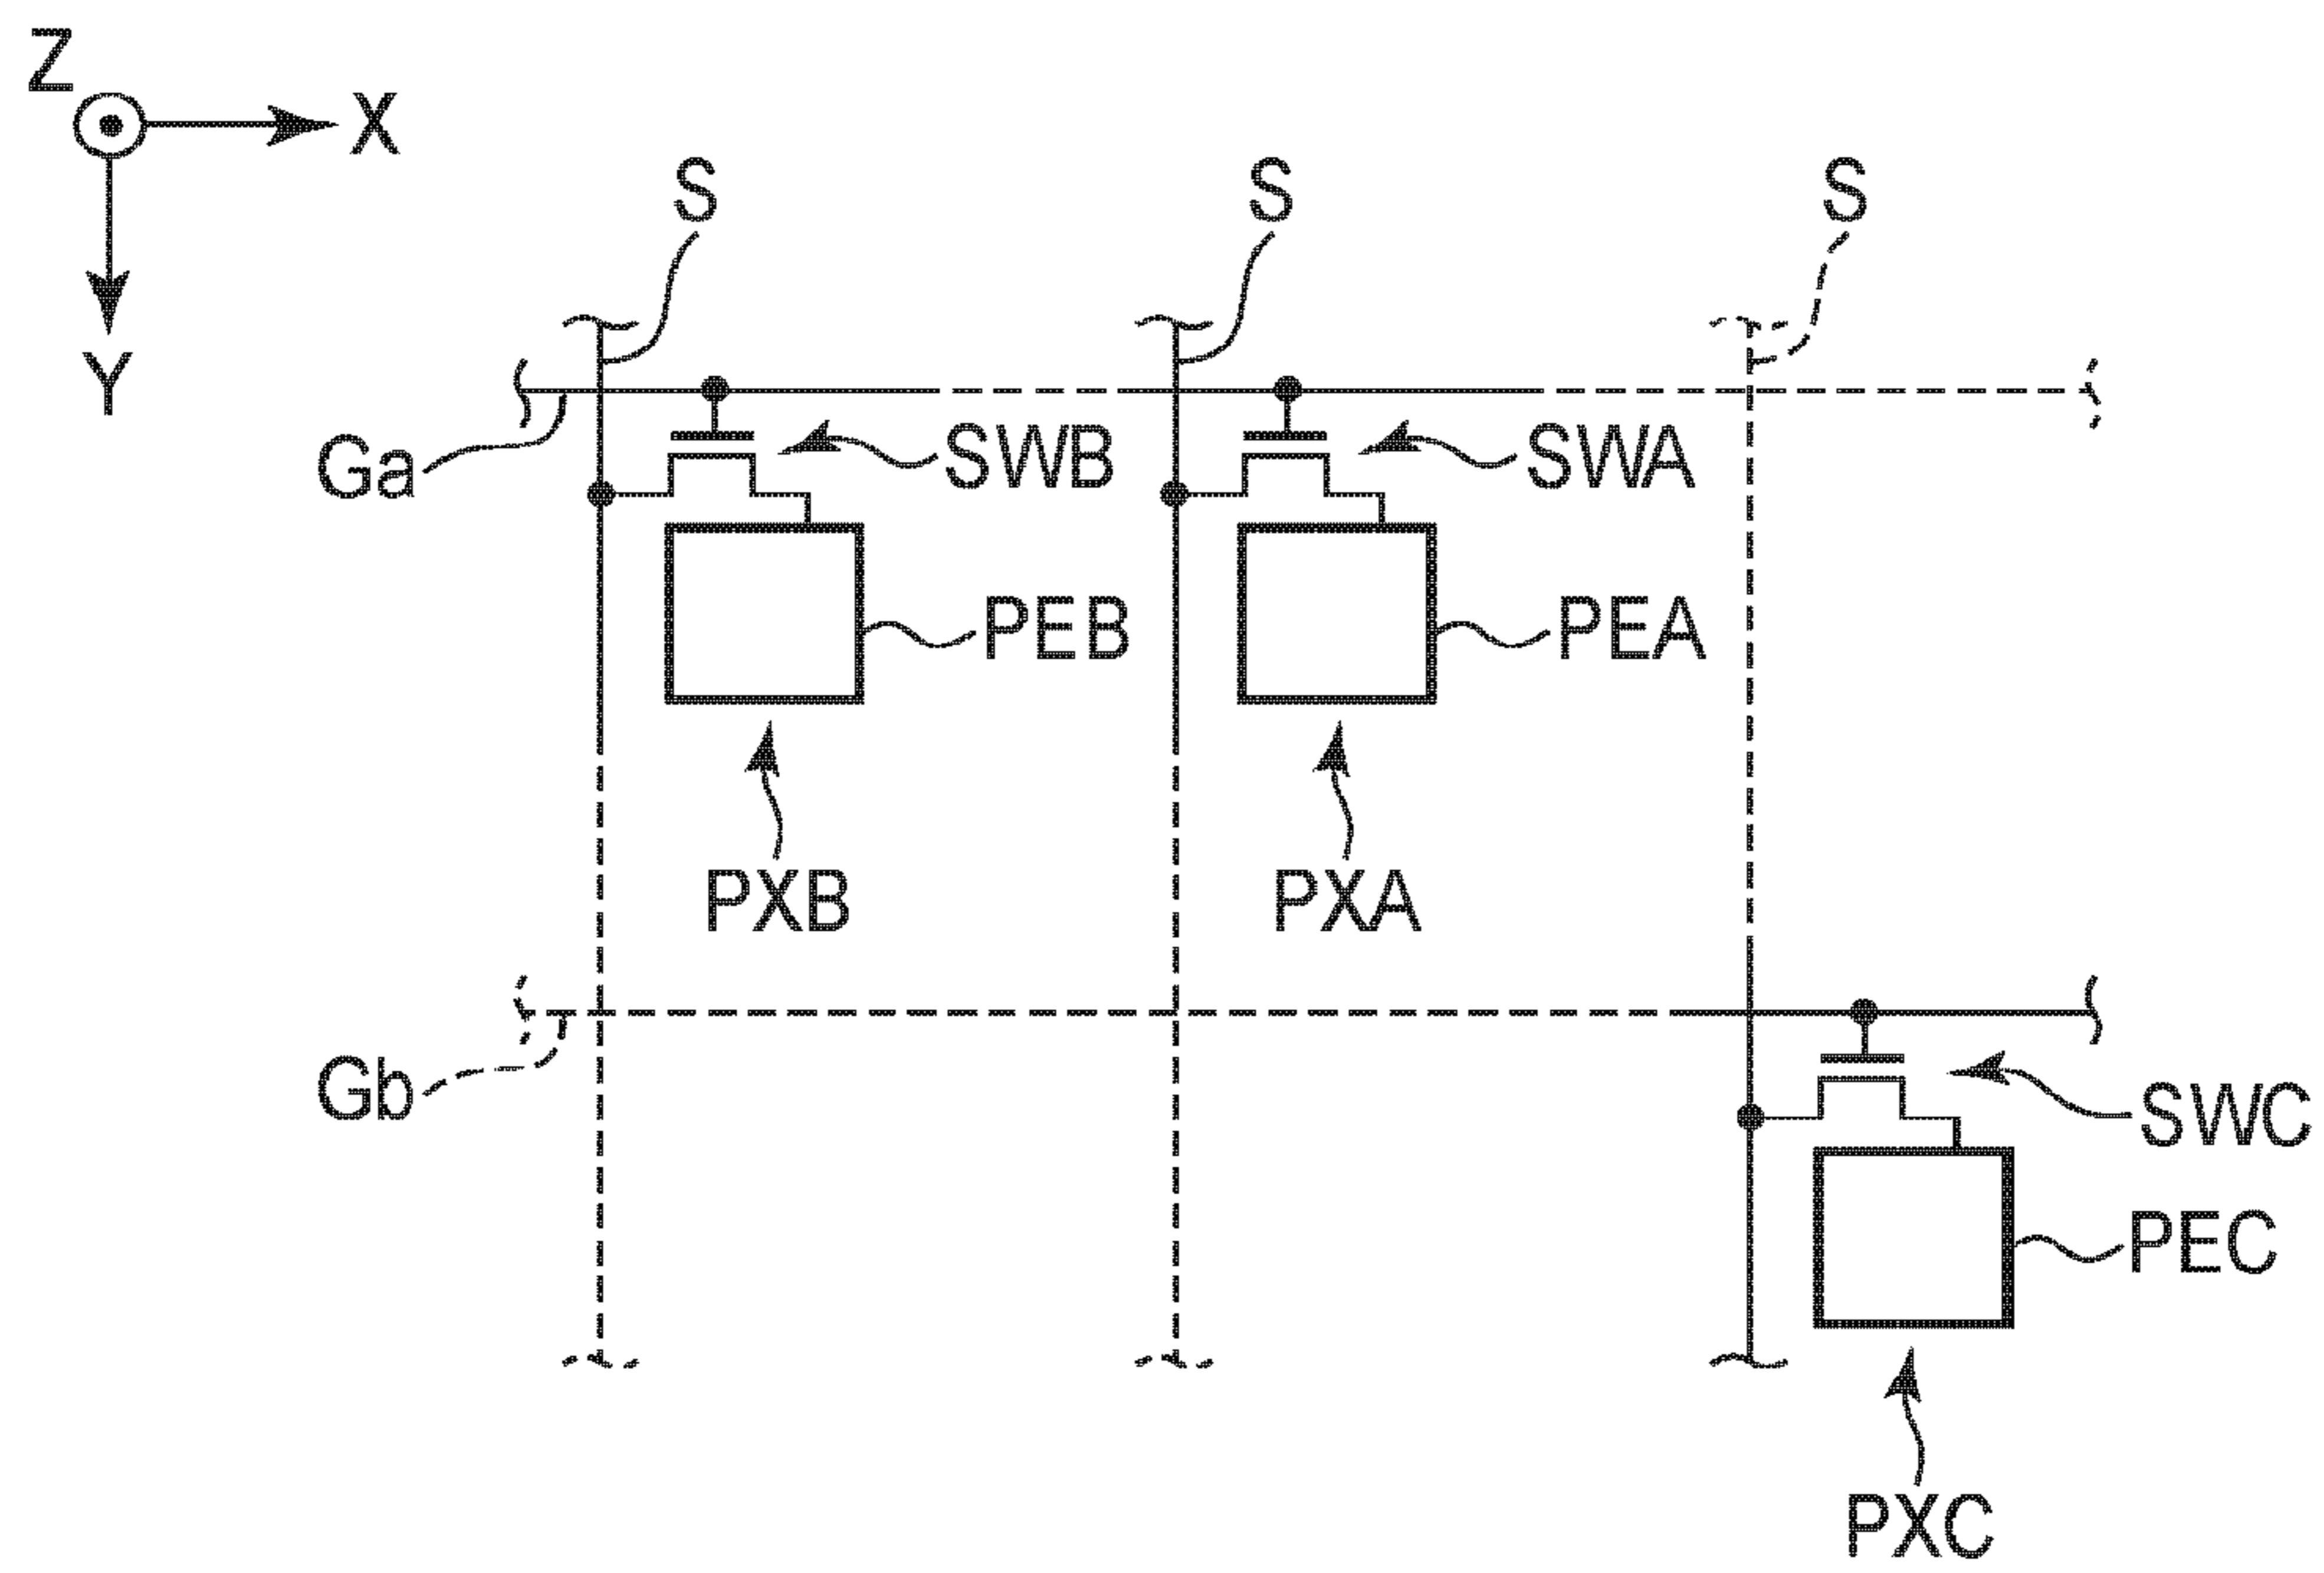 Z
X
S S S
Y
Ga SWB SWA
PEB PEA
PXB PXA
Gb SWC
PEC
PXC